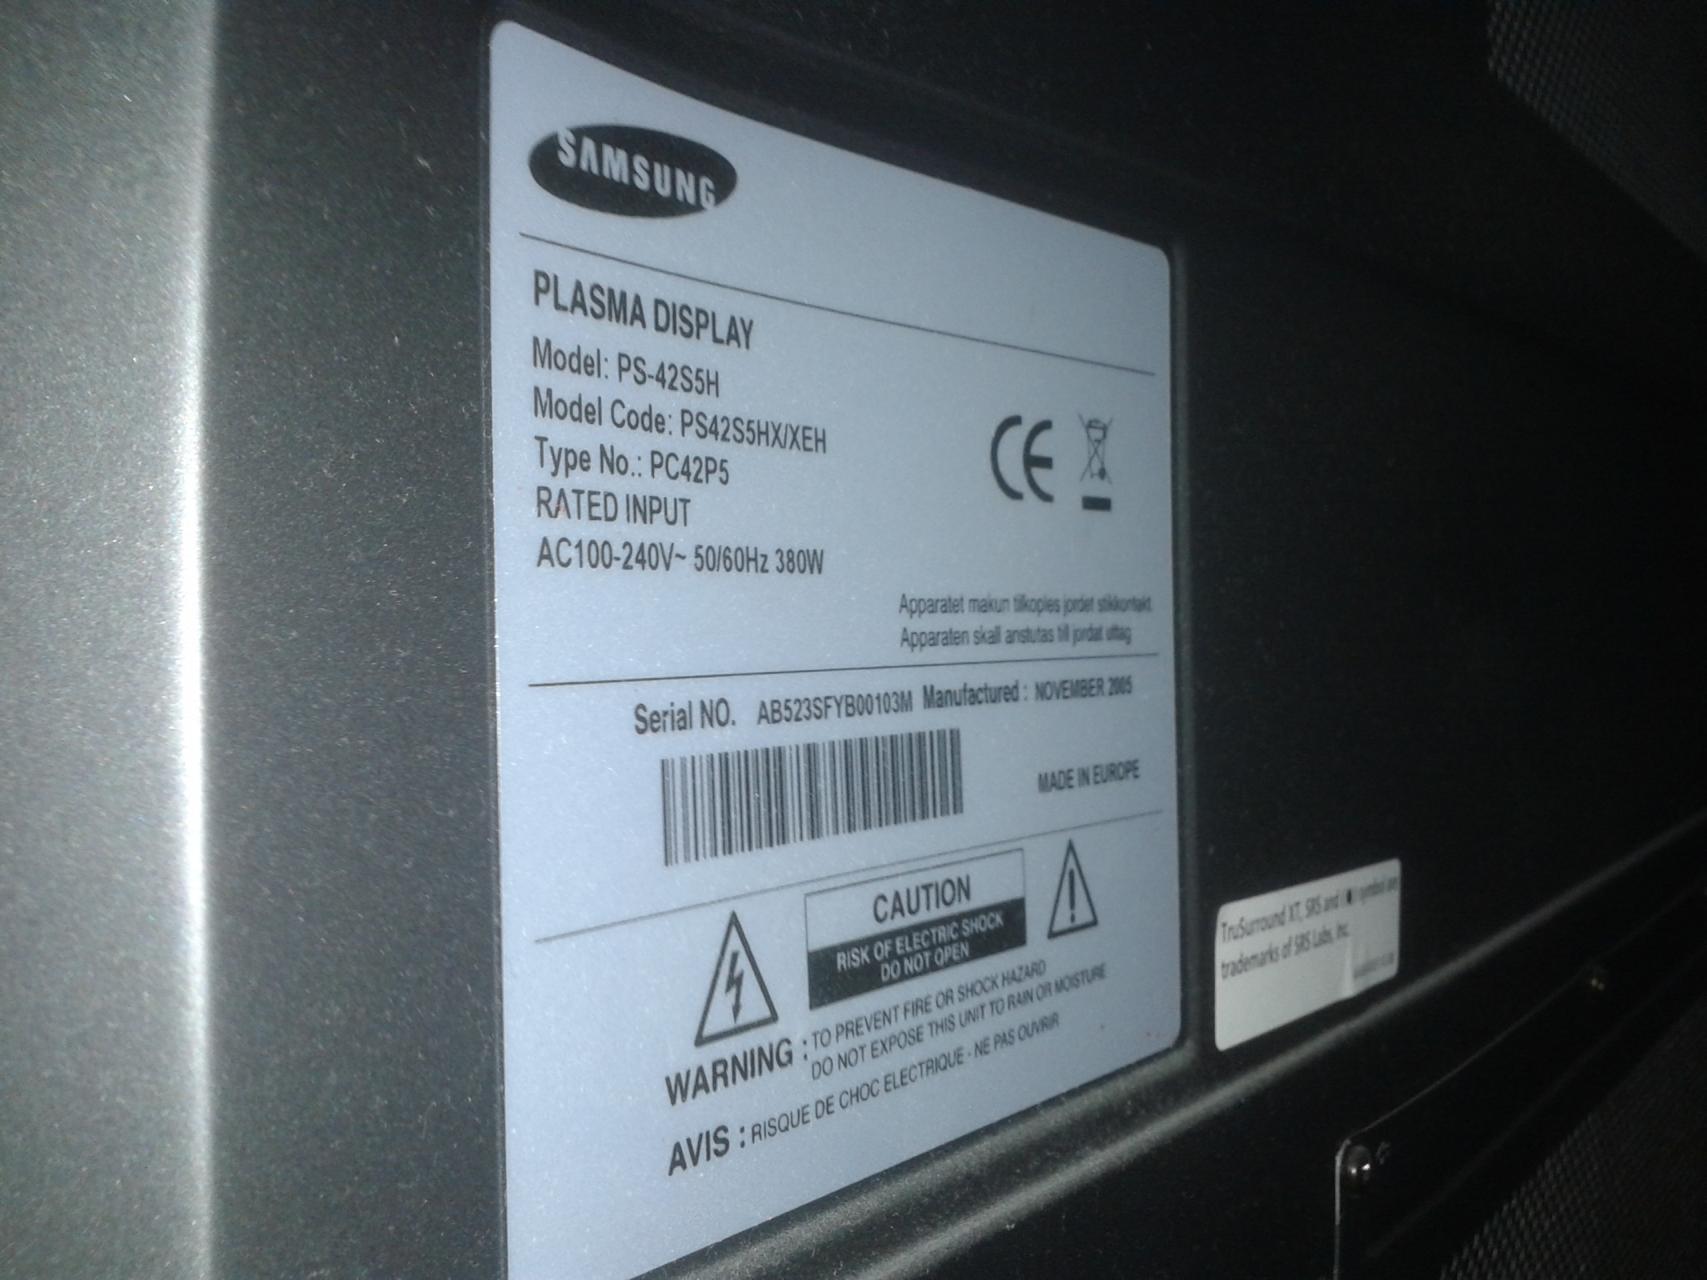 SAMSUNG
PLASMA DISPLAY
Model: PS-42S5H
Model Code: PS42S5HX/XEH
Type No.: PC42P5
RATED INPUT
AC100-240V~ 50/60Hz 380W
CE
Apparatet makun tilkoples jordet stikkontakt
Apparaten skall anstutas till jordat uttag
Serial NO. AB523SFYB00103M Manufactured : NOVEMBER 2005
MADE IN EUROPE
CAUTION
RISK OF ELECTRIC SHOCK
DO NOT OPEN
WARNING : TO PREVENT FIRE OR SHOCK HAZARD
DO NOT EXPOSE THIS UNIT TO RAIN OR MOISTURE
AVIS : RISQUE DE CHOC ELECTRIQUE - NE PAS OUVRIR
TruSurround XT, SRS and (●) symbol are
trademarks of SRS Labs, Inc.